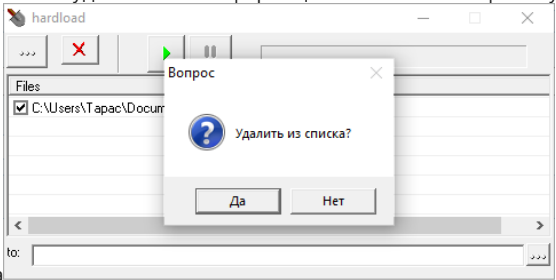 hardload
...
Вопрос
Files
C:\Users\Тарас\Docum
Удалить из списка?
Да
Нет
to:
...